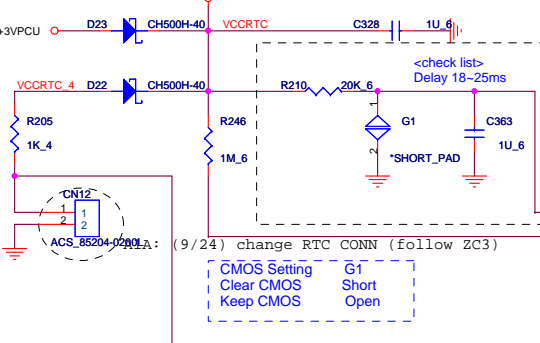 D23
CH500H-40
VCCRTC
C328
1U_6
+3VPCU
<check list>
Delay 18~25ms
VCCRTC_4
D22
CH500H-40
R210
20K_6
R205
1K_4
R246
1M_6
1
G1
2
*SHORT_PAD
C363
1U_6
CN12
1
1
2
2
ACS_85204-0200L
A1A: (9/24) change RTC CONN (follow ZC3)
CMOS Setting G1
Clear CMOS Short
Keep CMOS Open